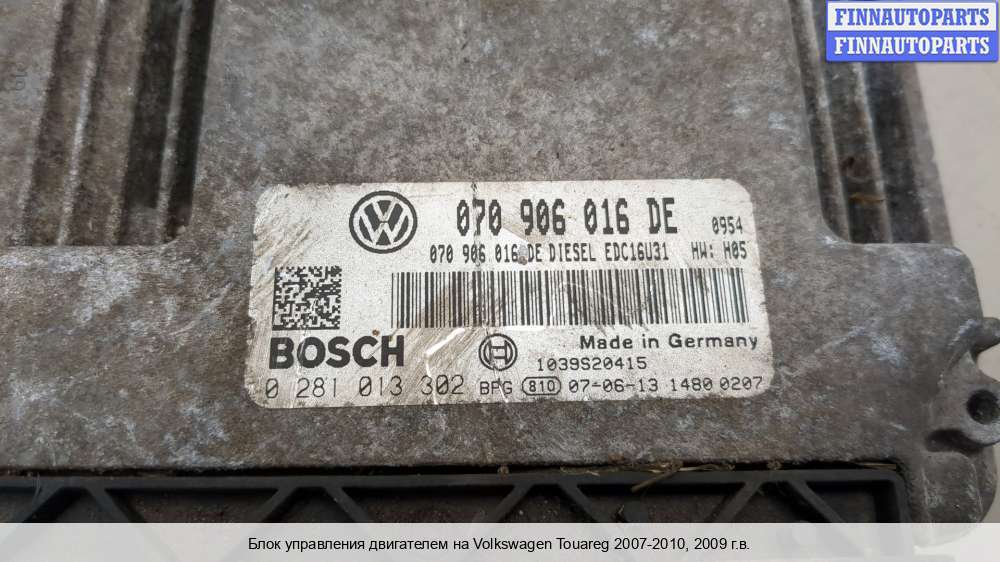 FINNAUTOPARTS
FINNAUTOPARTS
070 906 016 DE 0954
070 906 016 DE DIESEL EDC16U31 HW: H05
BOSCH
Made in Germany
1039S20415
0 281 013 302 BPG 810 07-06-13 1480 0207
Блок управления двигателем на Volkswagen Touareg 2007-2010, 2009 г.в.